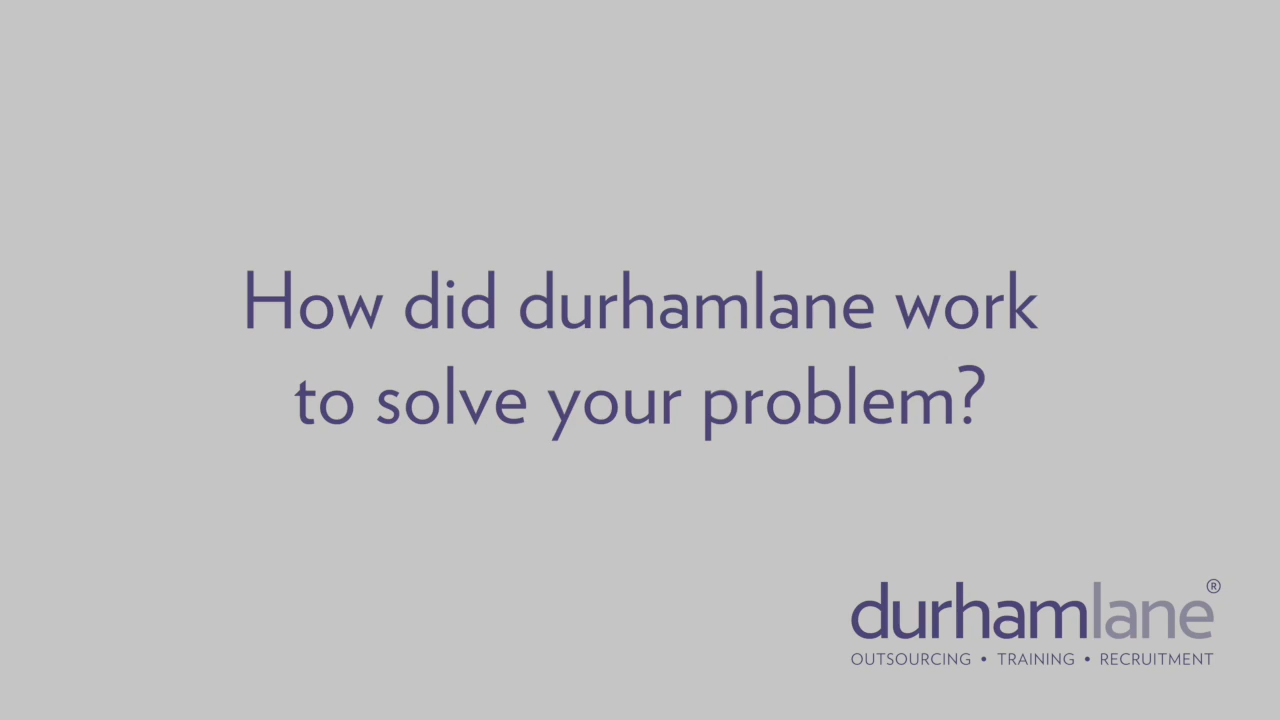 How did durhamlane work
to solve your problem?
durhamlane®
OUTSOURCING • TRAINING • RECRUITMENT